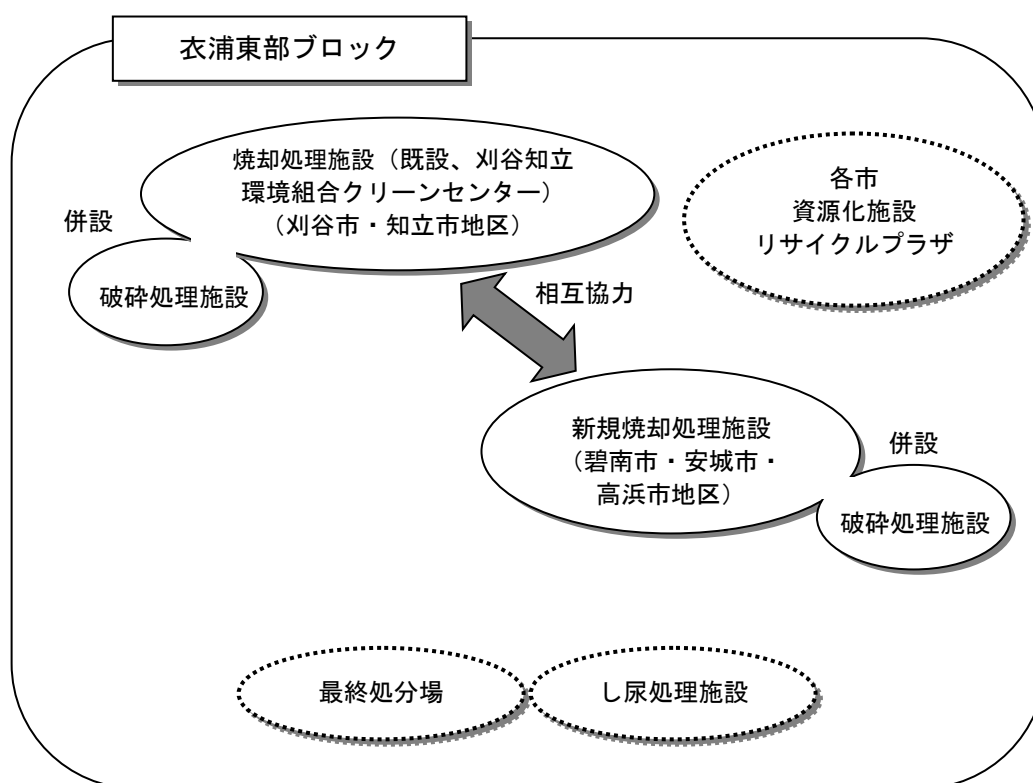 衣浦東部ブロック
焼却処理施設（既設、刈谷知立
環境組合クリーンセンター）
（刈谷市・知立市地区）
併設
破砕処理施設
各市
資源化施設
リサイクルプラザ
相互協力
新規焼却処理施設
（碧南市・安城市・
高浜市地区）
併設
破砕処理施設
最終処分場
し尿処理施設